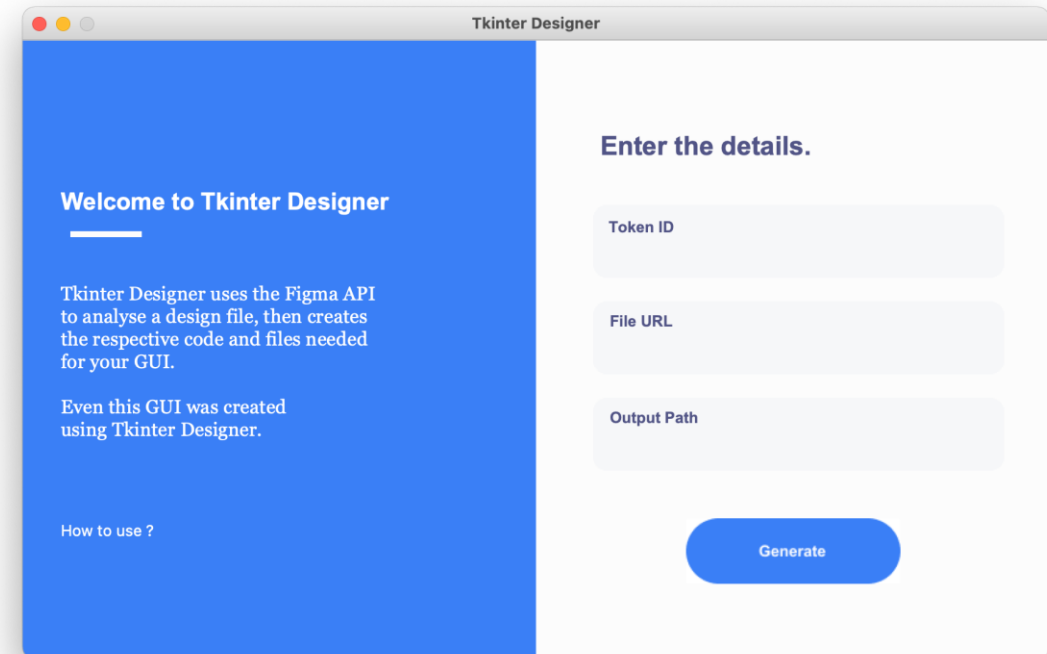 Tkinter Designer
Welcome to Tkinter Designer
Tkinter Designer uses the Figma API
to analyse a design file, then creates
the respective code and files needed
for your GUI.
Even this GUI was created
using Tkinter Designer.
How to use ?
Enter the details.
Token ID
File URL
Output Path
Generate